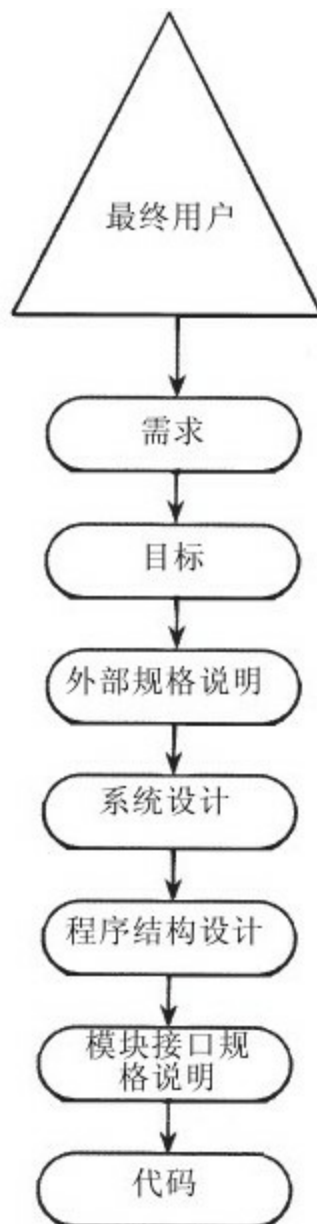 最终用户
需求
目标
外部规格说明
系统设计
程序结构设计
模块接口规
格说明
代码